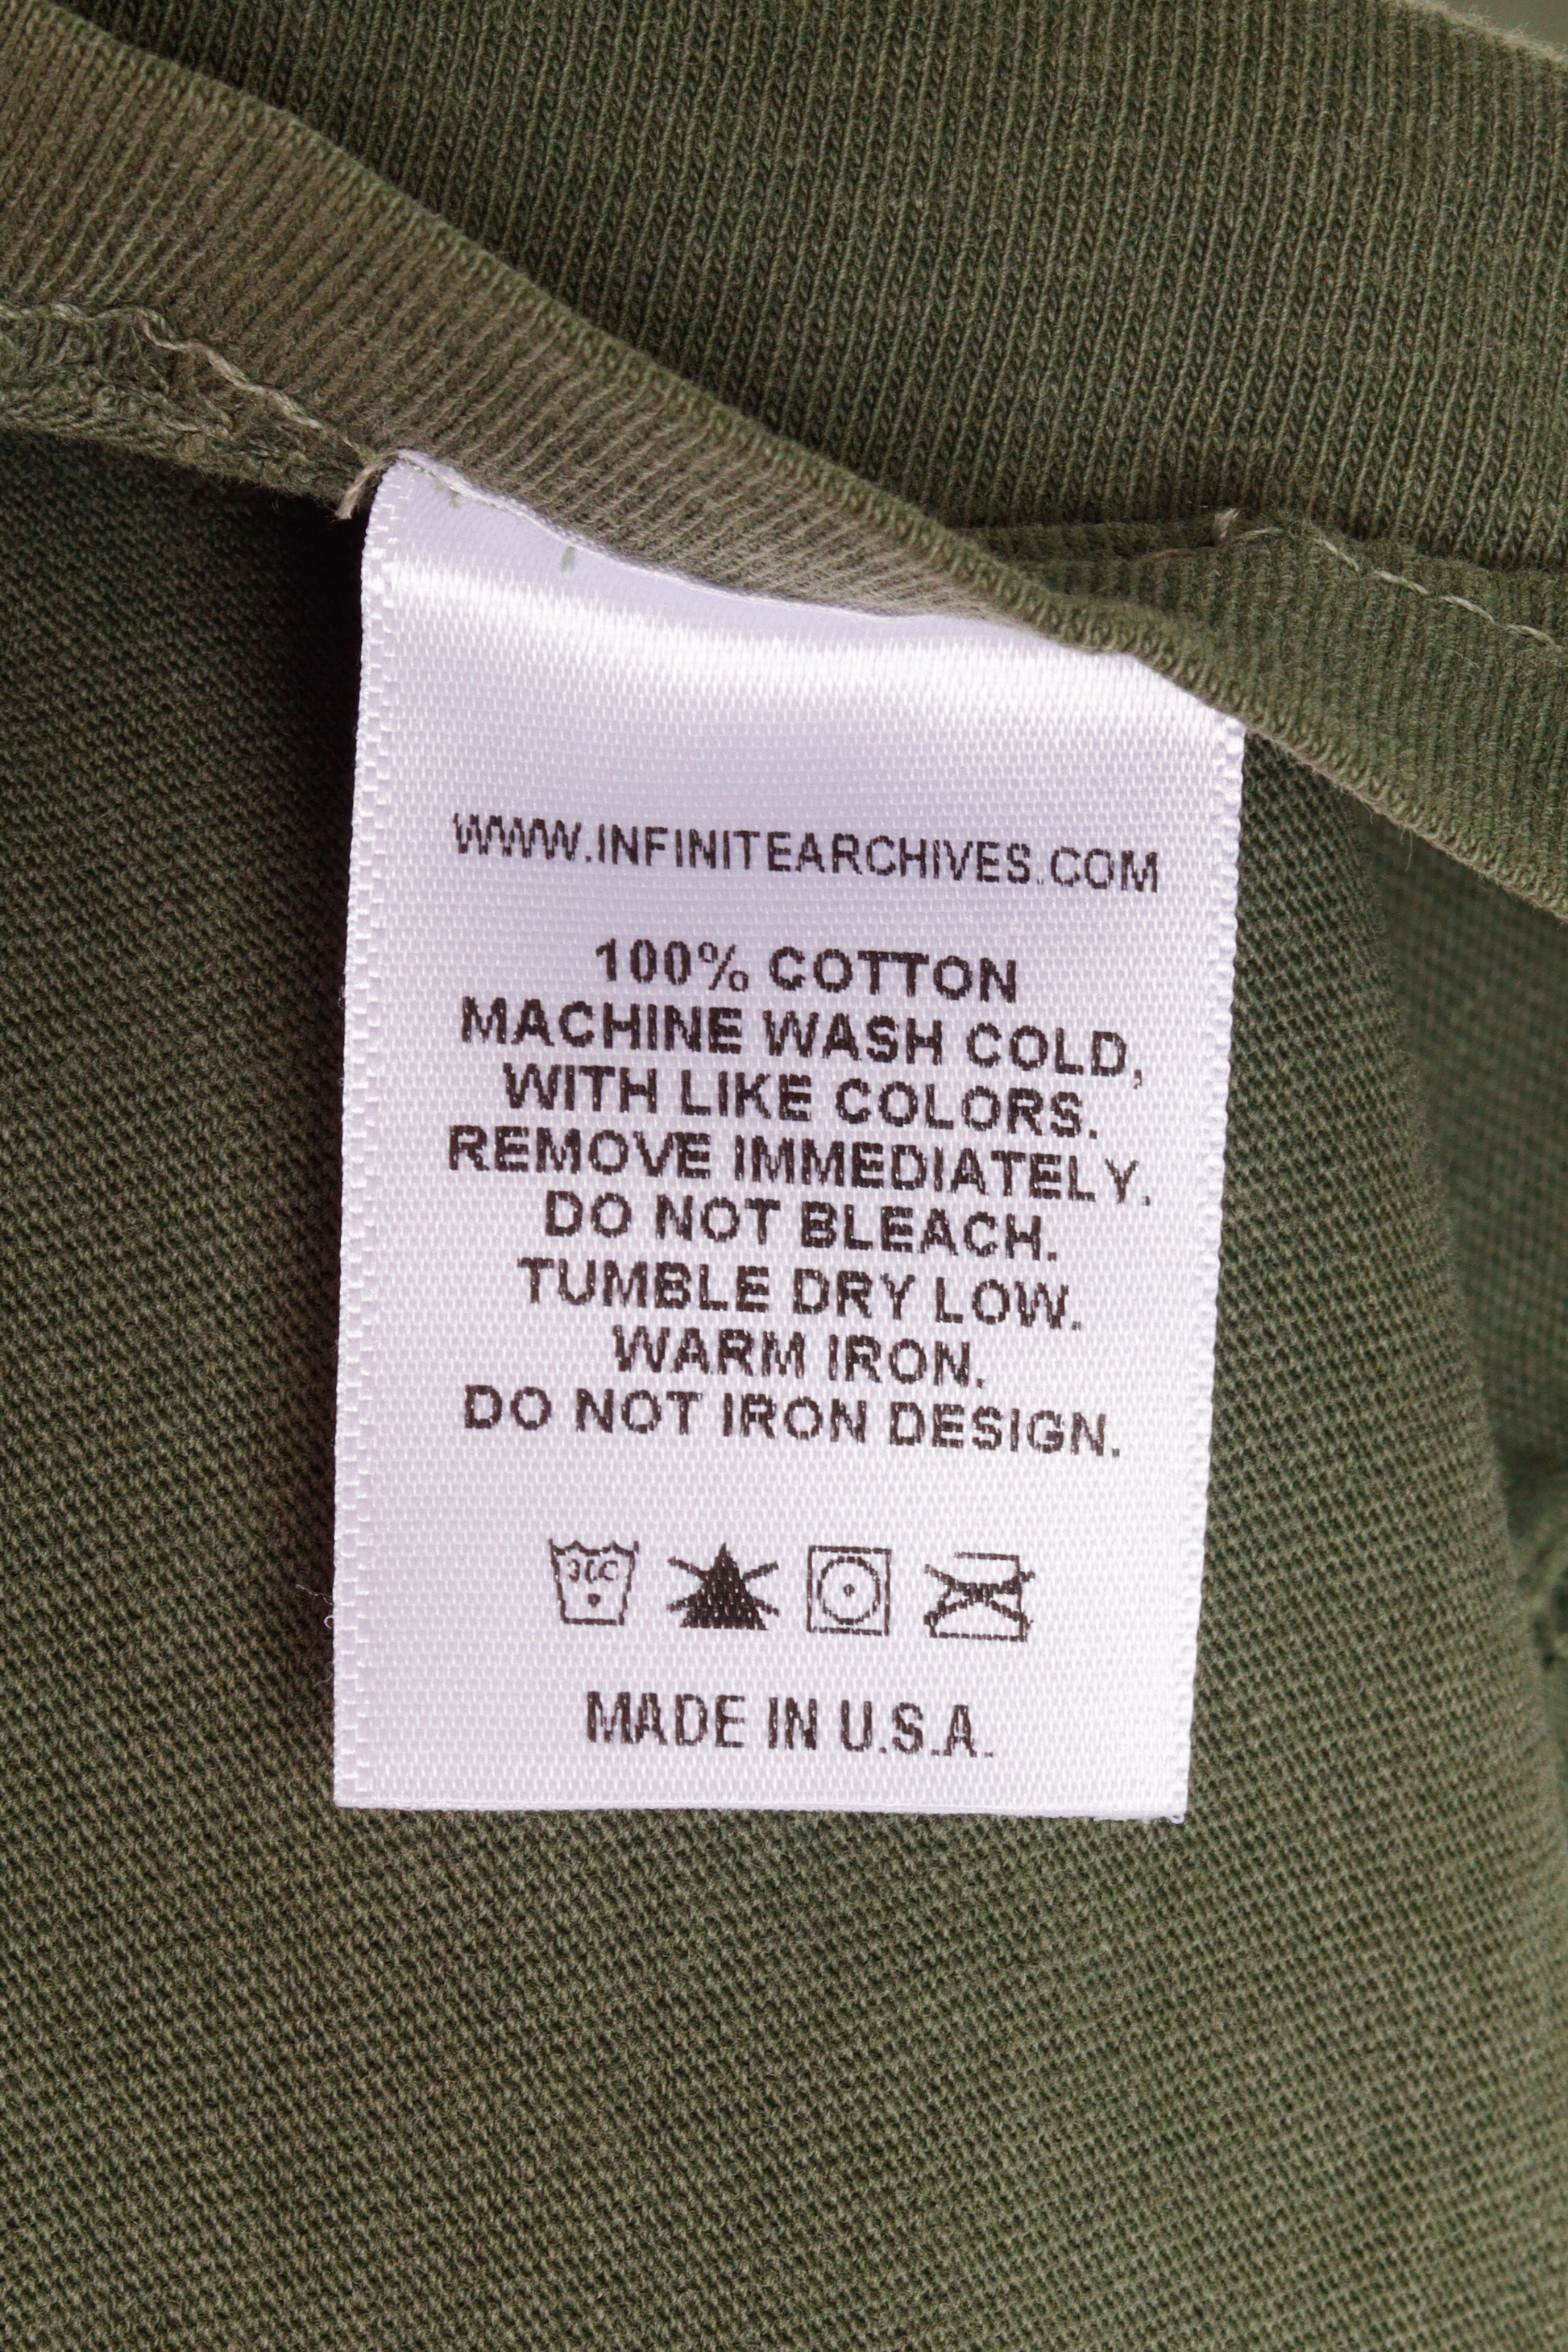 WWW.INFINITEARCHIVES.COM
100% COTTON
MACHINE WASH COLD,
WITH LIKE COLORS.
REMOVE IMMEDIATELY.
DO NOT BLEACH.
TUMBLE DRY LOW.
WARM IRON.
DO NOT IRON DESIGN.
MADE IN U.S.A.